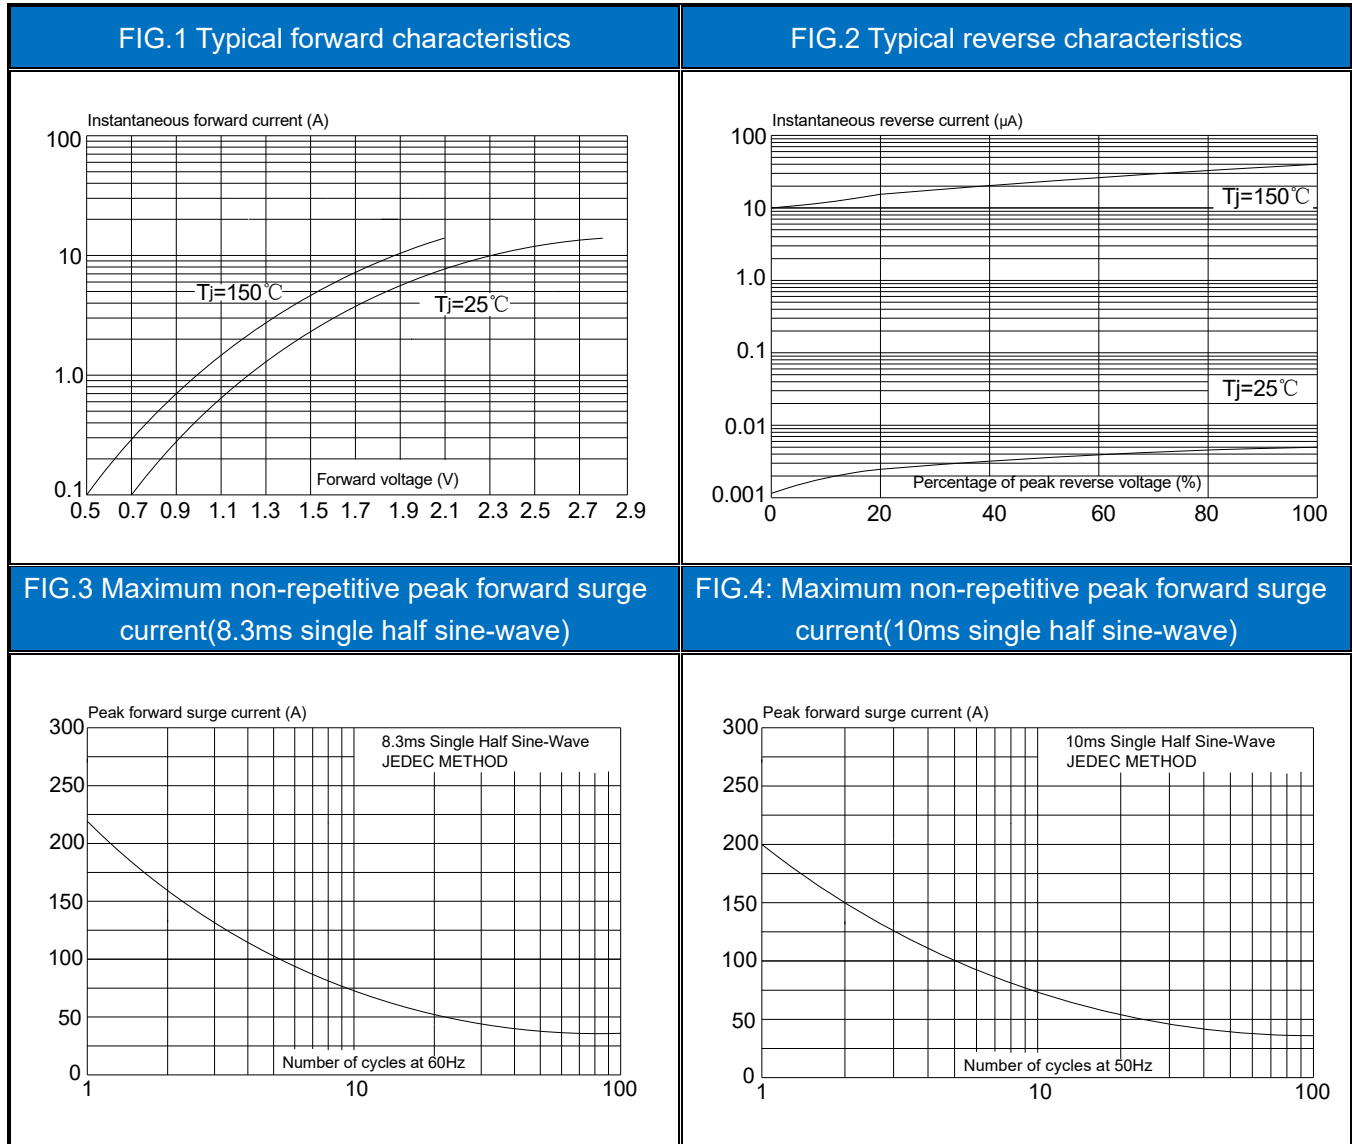 FIG.1 Typical forward characteristics
Instantaneous forward current (A)
100
10
1.0
0.1
Tj=150℃
Tj=25℃
Forward voltage (V)
0.5 0.7 0.9 1.1 1.3 1.5 1.7 1.9 2.1 2.3 2.5 2.7 2.9
FIG.2 Typical reverse characteristics
Instantaneous reverse current (μA)
100
10
1.0
0.1
0.01
0.001
Tj=150℃
Tj=25℃
Percentage of peak reverse voltage (%)
0 20 40 60 80 100
FIG.3 Maximum non-repetitive peak forward surge
current(8.3ms single half sine-wave)
Peak forward surge current (A)
300
250
200
150
100
50
0
8.3ms Single Half Sine-Wave
JEDEC METHOD
Number of cycles at 60Hz
1 10 100
FIG.4: Maximum non-repetitive peak forward surge
current(10ms single half sine-wave)
Peak forward surge current (A)
300
250
200
150
100
50
0
10ms Single Half Sine-Wave
JEDEC METHOD
Number of cycles at 50Hz
1 10 100